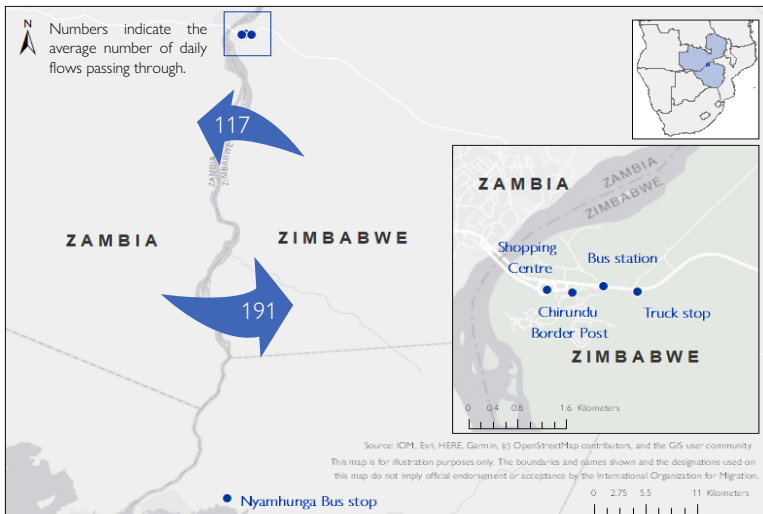 N
Numbers indicate the
average number of daily
flows passing through.
117
ZAMBIA
ZIMBABWE
ZAMBIA
ZIMBABWE
191
Nyamhunga Bus stop
ZAMBIA
ZAMBIA
ZIMBABWE
Shopping
Centre
Bus station
Chirundu
Border Post
Truck stop
ZIMBABWE
0 0.4 0.8 1.6 Kilometers
Source: IOM, Esri, HERE, Garmin, (c) OpenStreetMap contributors, and the GIS user community
This map is for illustration purposes only. The boundaries and names shown and the designations used on
this map do not imply official endorsement or acceptance by the International Organization for Migration.
0 2.75 5.5 11 Kilometers